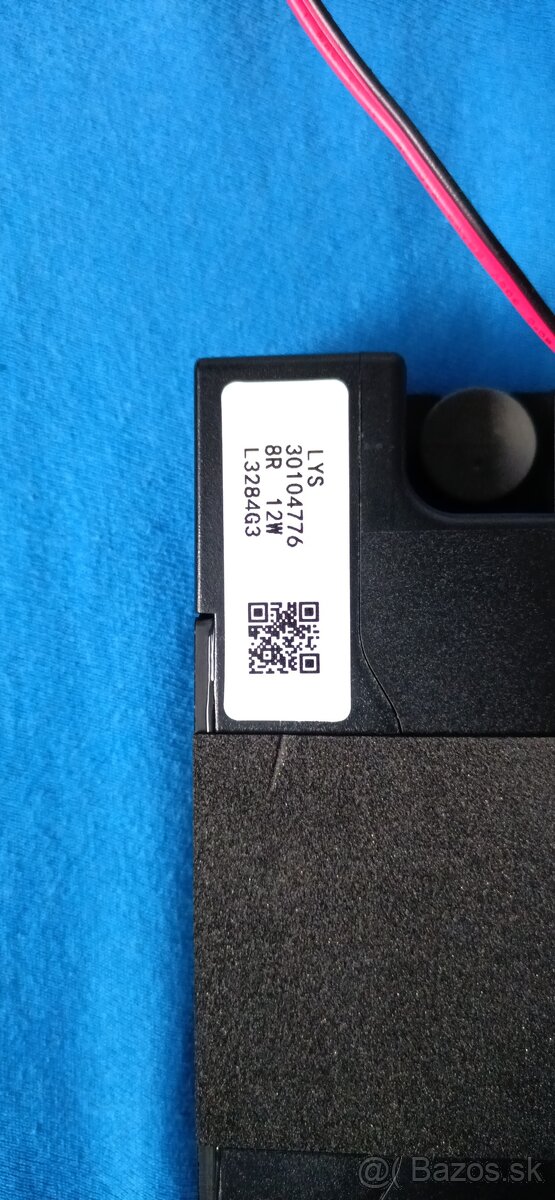 LYS
30104776
8R 12W
L3284G3
@ Bazos.sk